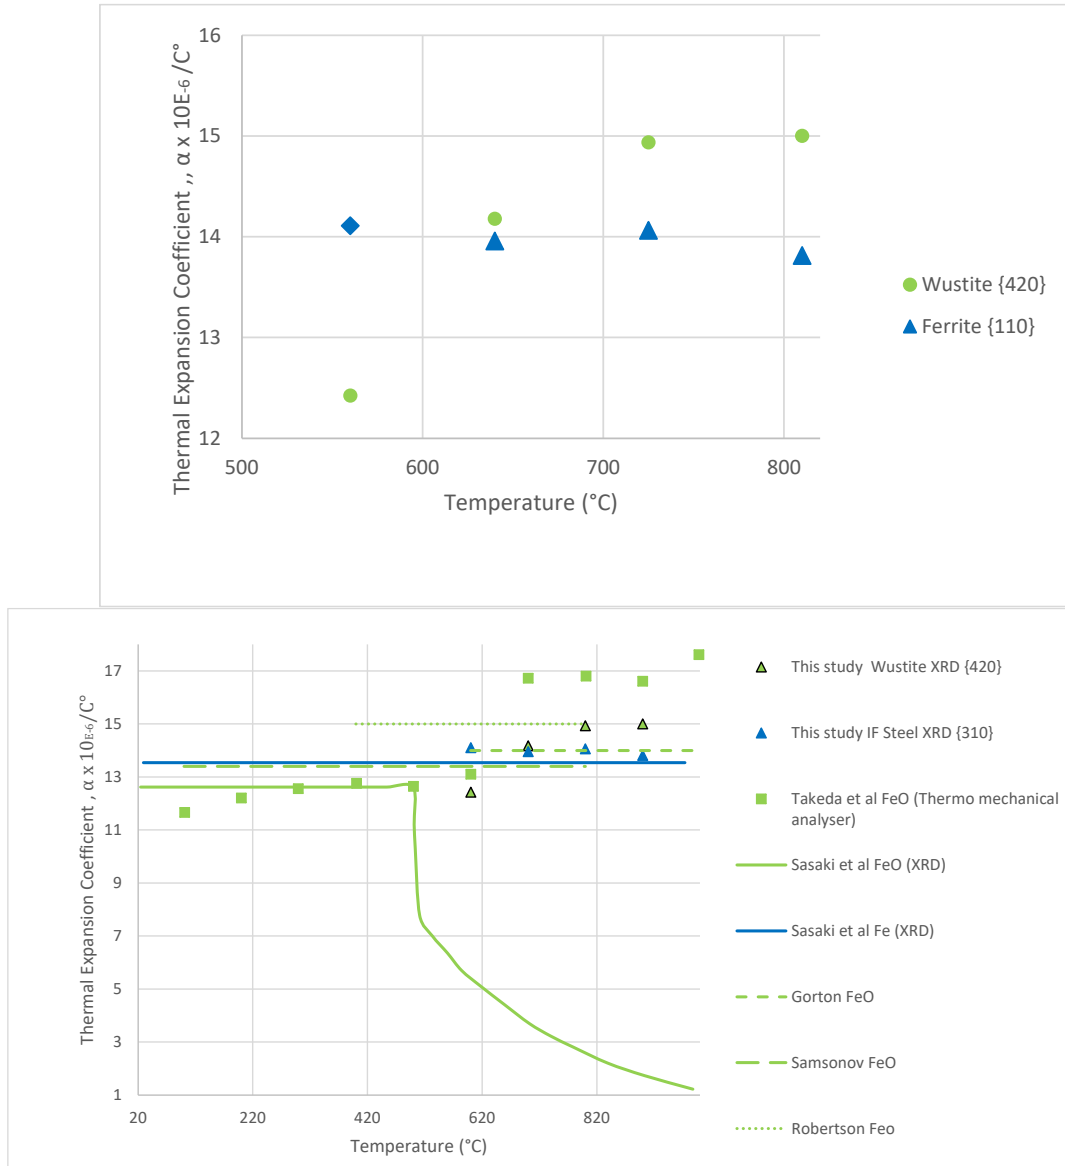 16
15
14
13
12
500 600 700 800
Thermal Expansion Coefficient ,, α x 10E-6 /C°
Temperature (°C)
Wustite {420}
Ferrite {110}
17
15
13
11
9
7
5
3
1
20 220 420 620 820
Thermal Expansion Coefficient , α x 10E-6/C°
Temperature (°C)
This study Wustite XRD {420}
This study IF Steel XRD {310}
Takeda et al FeO (Thermo mechanical
analyser)
Sasaki et al FeO (XRD)
Sasaki et al Fe (XRD)
Gorton FeO
Samsonov FeO
Robertson Feo